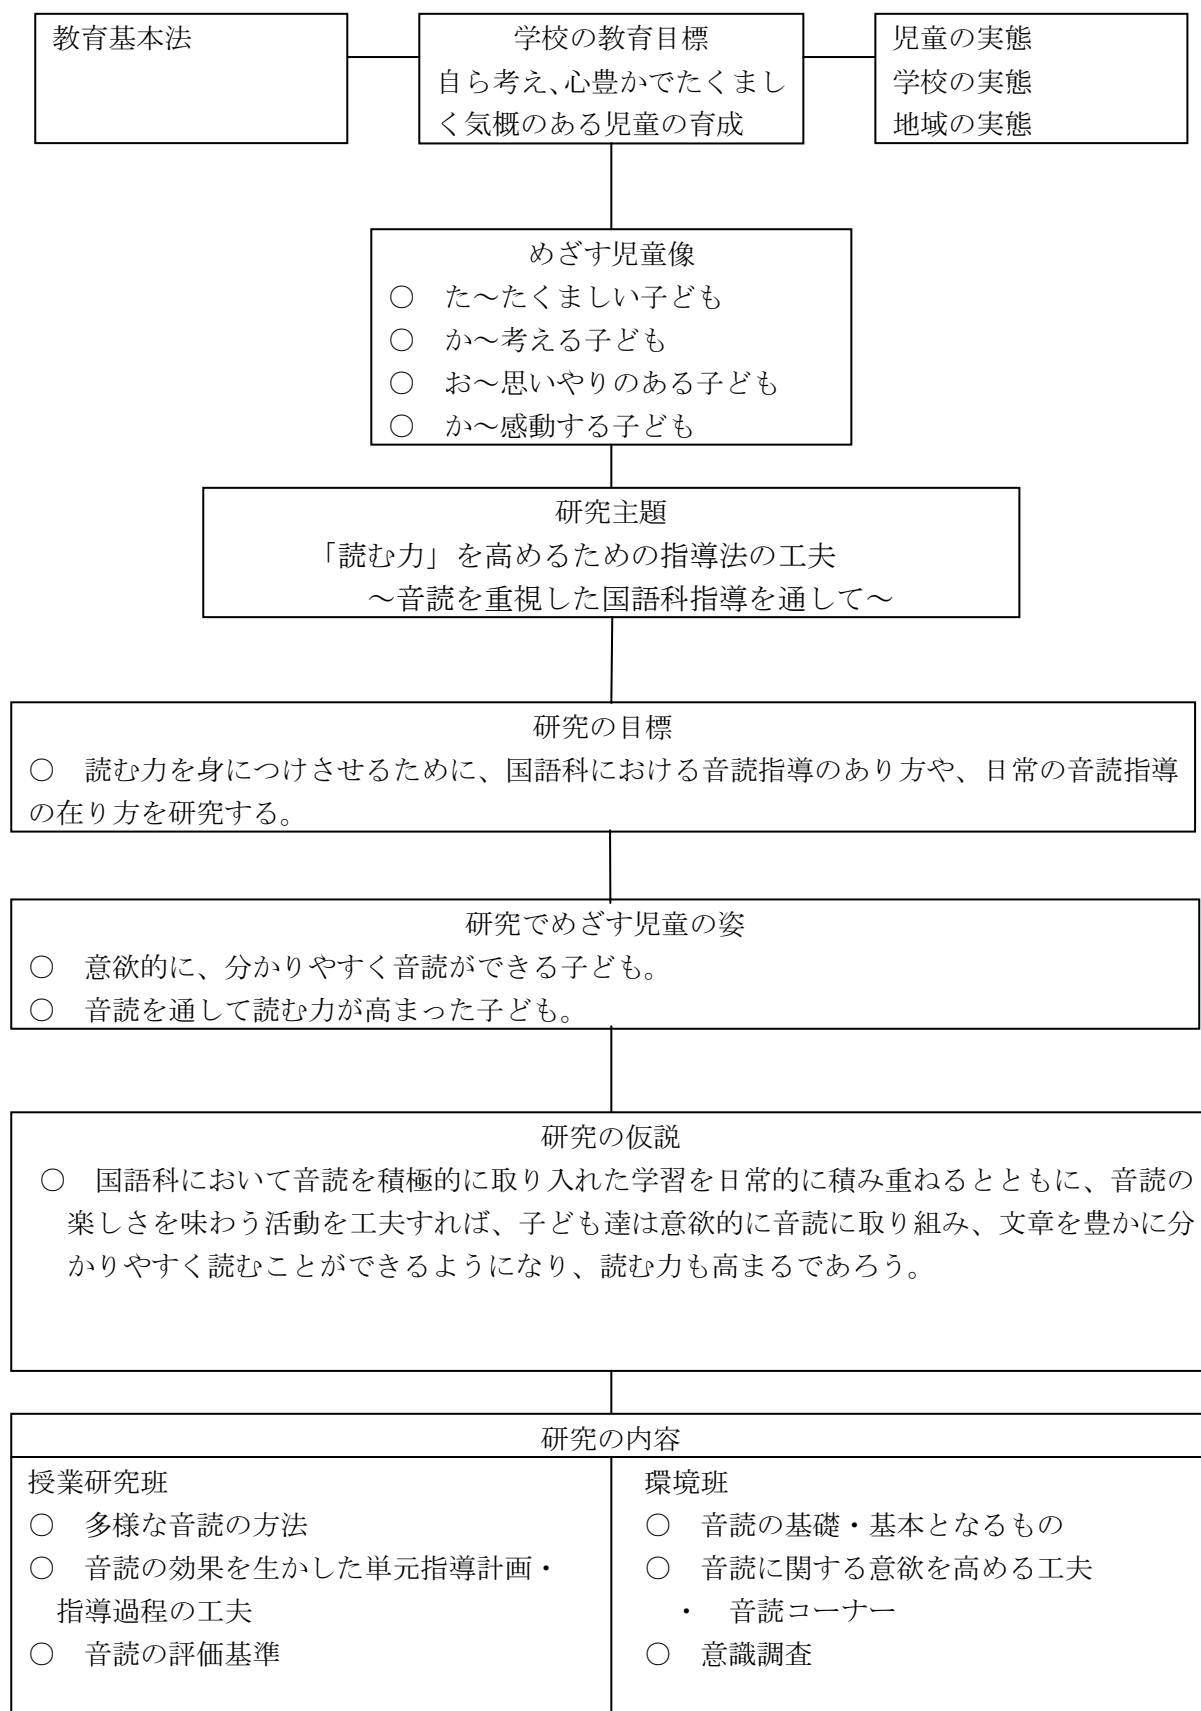 教育基本法
学校の教育目標
自ら考え、心豊かでたくまし
く気概のある児童の育成
児童の実態
学校の実態
地域の実態
めざす児童像
○　た～たくましい子ども
○　か～考える子ども
○　お～思いやりのある子ども
○　か～感動する子ども
研究主題
「読む力」を高めるための指導法の工夫
～音読を重視した国語科指導を通して～
研究の目標
○　読む力を身につけさせるために、国語科における音読指導のあり方や、日常の音読指導
の在り方を研究する。
研究でめざす児童の姿
○　意欲的に、分かりやすく音読ができる子ども。
○　音読を通して読む力が高まった子ども。
研究の仮説
○　国語科において音読を積極的に取り入れた学習を日常的に積み重ねるとともに、音読の
楽しさを味わう活動を工夫すれば、子ども達は意欲的に音読に取り組み、文章を豊かに分
かりやすく読むことができるようになり、読む力も高まるであろう。
研究の内容
授業研究班
○　多様な音読の方法
○　音読の効果を生かした単元指導計画・
指導過程の工夫
○　音読の評価基準
環境班
○　音読の基礎・基本となるもの
○　音読に関する意欲を高める工夫
・　音読コーナー
○　意識調査